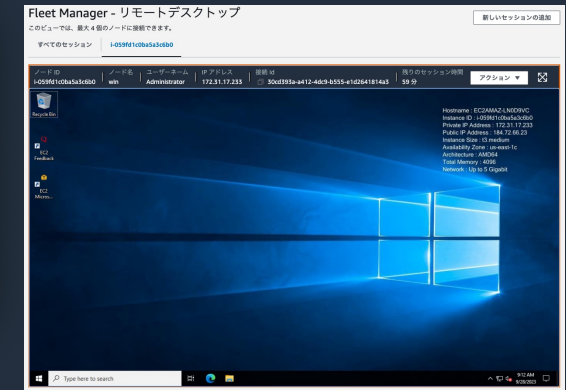 Fleet Manager - リモートデスクトップ
新しいセッションの追加
このビューでは、最大 4 個のノードに接続できます。
すべてのセッション
i-059fd1c0ba5a3c6b0
ノード ID
i-059fd1c0ba5a3c6b0
ノード名
win
ユーザーネーム
Administrator
IP アドレス
172.31.17.233
接続 Id
30cd393a-a412-4dc9-b555-e1d2641814a3
残りのセッション時間
59 分
アクション ▼
Recycle Bin
EC2
Feedback
EC2
Micros...
Hostname : EC2AMAZ-LN0D9VC
Instance ID : i-059fd1c0ba5a3c6b0
Private IP Address : 172.31.17.233
Public IP Address : 184.72.66.23
Instance Size : t3.medium
Availability Zone : us-east-1c
Architecture : AMD64
Total Memory : 4096
Network : Up to 5 Gigabit
Type here to search
9:12 AM
9/20/2023